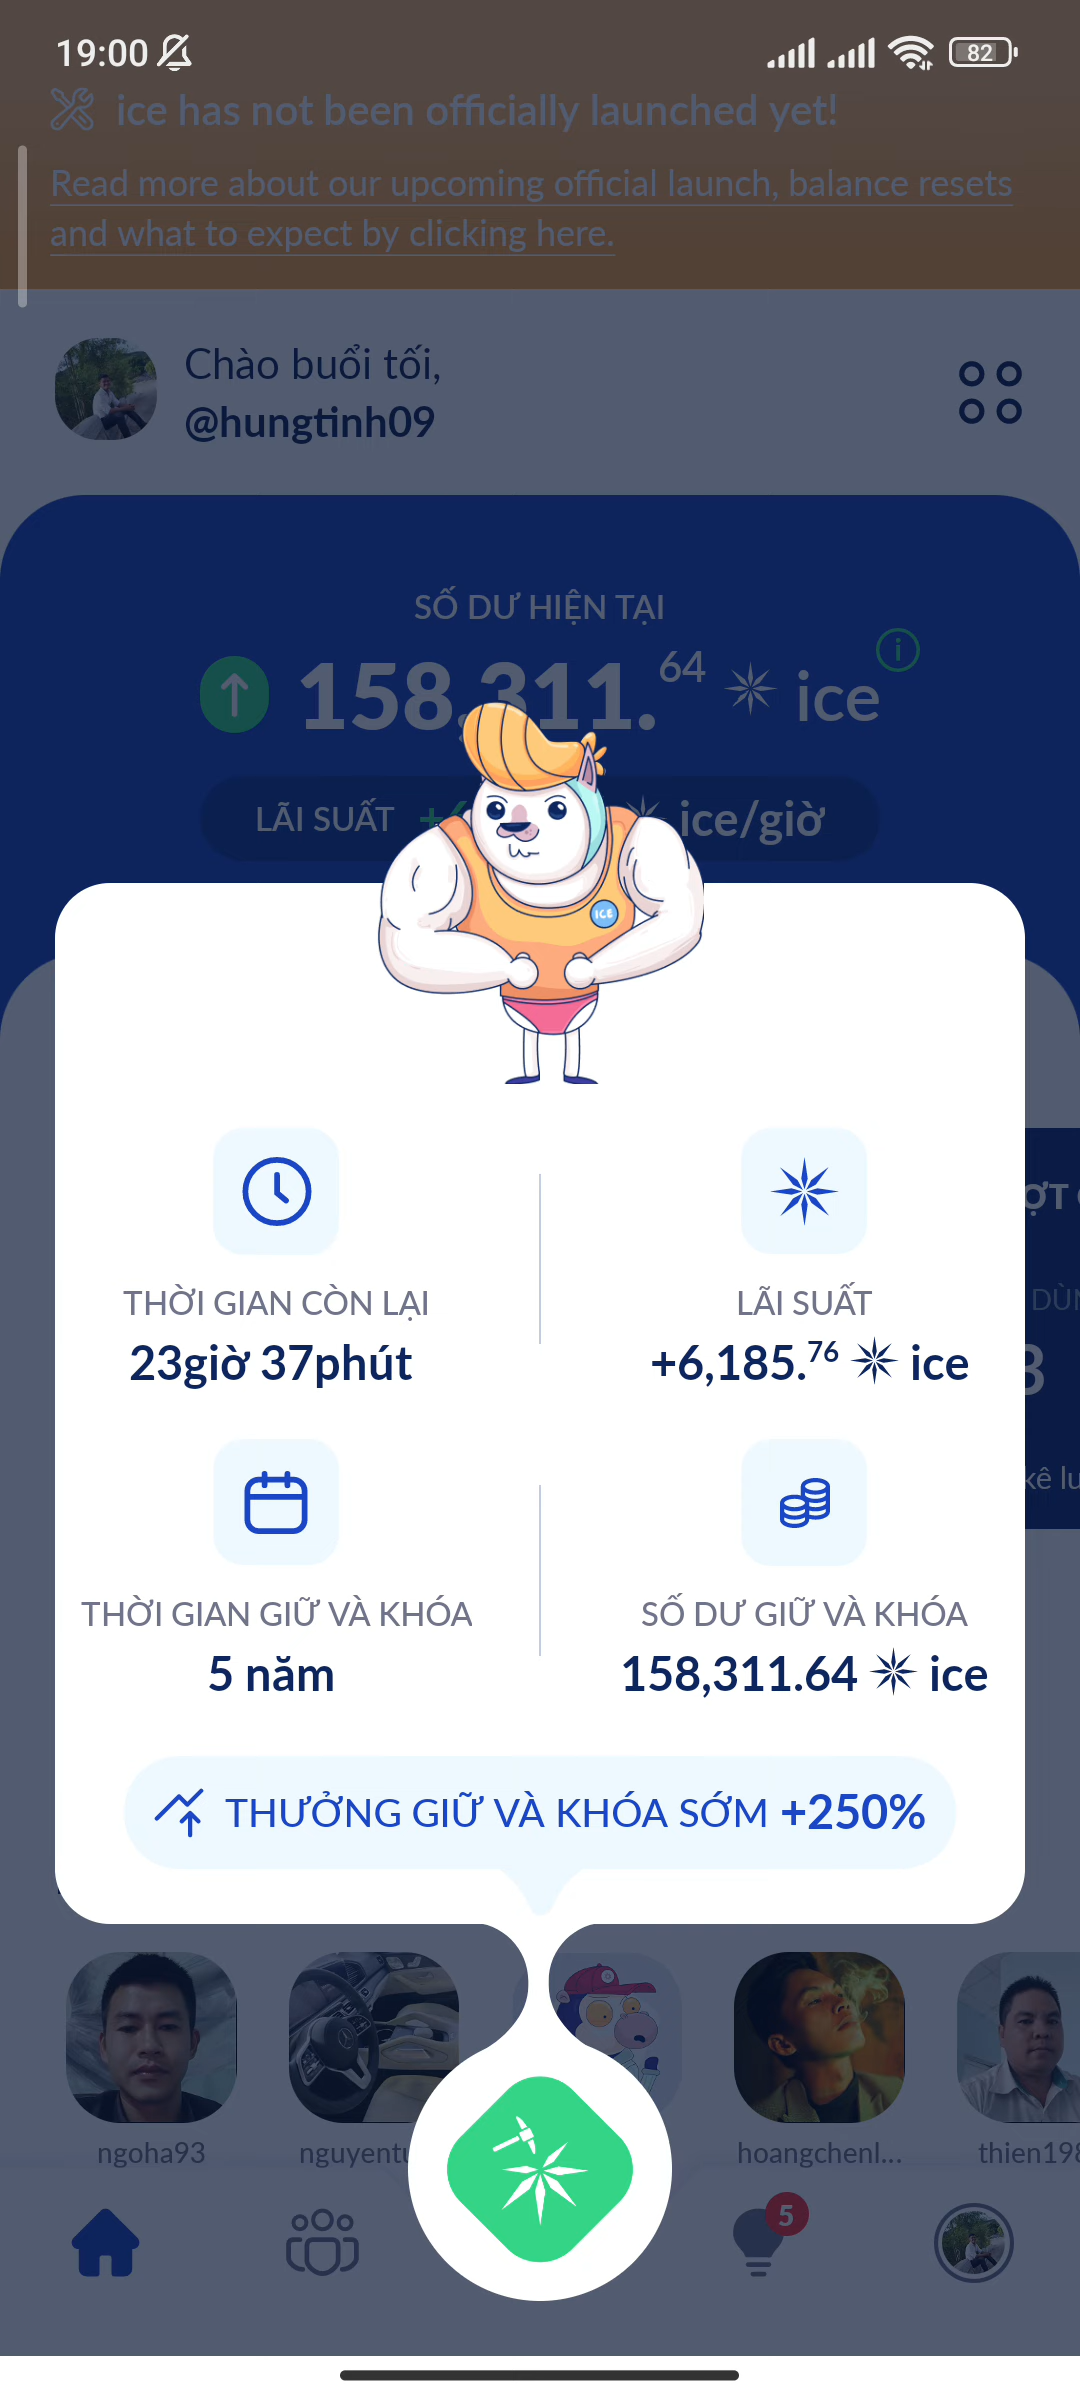 19:00
82
ice has not been officially launched yet!
Read more about our upcoming official launch, balance resets
and what to expect by clicking here.
Chào buổi tối,
@hungtinh09
SỐ DƯ HIỆN TẠI
158,311.64 ice
i
LÃI SUẤT ice/giờ
ICE
THỜI GIAN CÒN LẠI
23giờ 37phút
LÃI SUẤT
+6,185.76 ice
THỜI GIAN GIỮ VÀ KHÓA
5 năm
SỐ DƯ GIỮ VÀ KHÓA
158,311.64 ice
THƯỞNG GIỮ VÀ KHÓA SỚM +250%
ngoha93
hoangchenl...
5